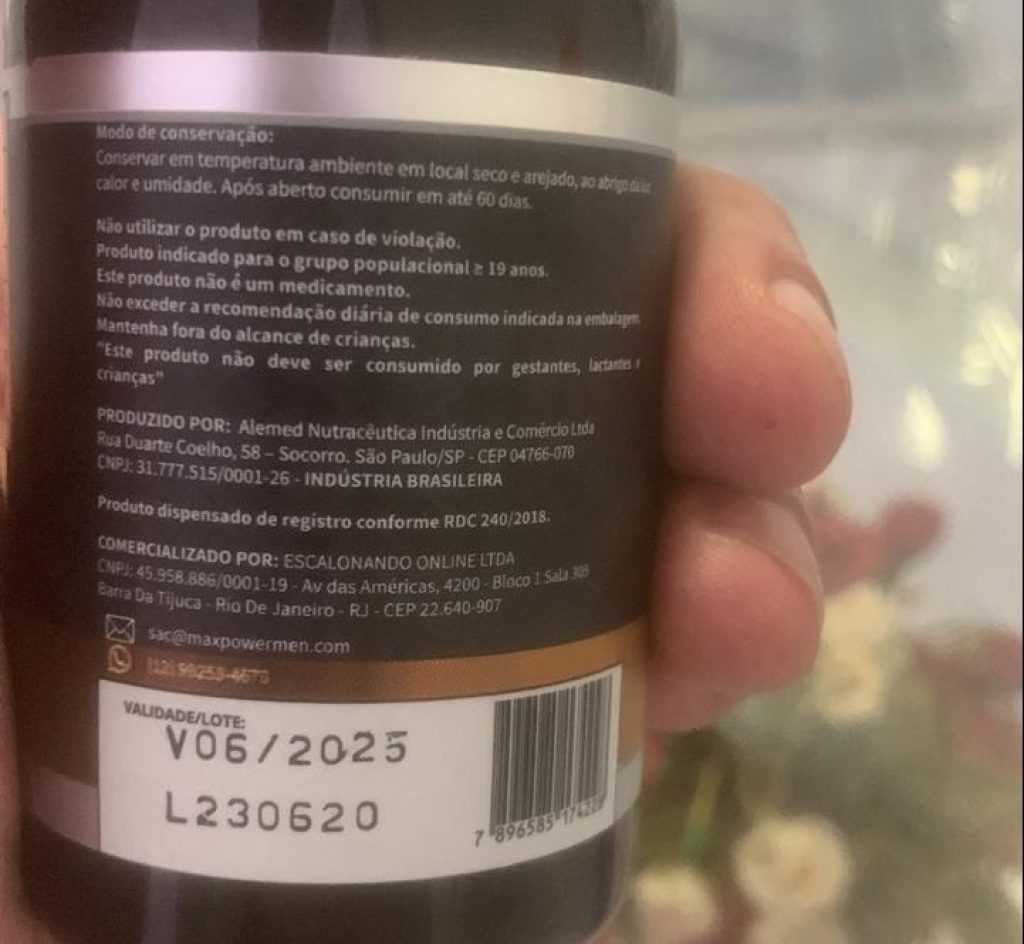 Modo de conservação:
Conservar em temperatura ambiente em local seco e arejado, ao abrigo da luz
calor e umidade. Após aberto consumir em até 60 dias.
Não utilizar o produto em caso de violação.
Produto indicado para o grupo populacional ≥ 19 anos.
Este produto não é um medicamento.
Não exceder a recomendação diária de consumo indicada na embalagem.
Mantenha fora do alcance de crianças.
"Este produto não deve ser consumido por gestantes, lactantes e
crianças"
PRODUZIDO POR: Alemed Nutracêutica Indústria e Comércio Ltda
Rua Duarte Coelho, 58 – Socorro. São Paulo/SP - CEP 04766-070
CNPJ: 31.777.515/0001-26 - INDÚSTRIA BRASILEIRA
Produto dispensado de registro conforme RDC 240/2018.
COMERCIALIZADO POR: ESCALONANDO ONLINE LTDA
CNPJ: 45.958.886/0001-19 - Av das Américas, 4200 - Bloco 1 Sala 305
Barra Da Tijuca - Rio De Janeiro - RJ - CEP 22.640-907
sac@maxpowermen.com
(12) 98253-4673
VALIDADE/LOTE:
V06/2025
L230620
7 896585